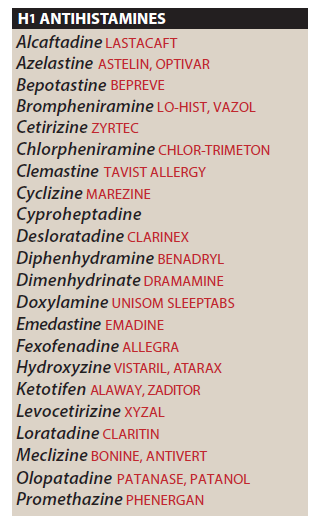 H1 ANTIHISTAMINES
Alcaftadine LASTACAFT
Azelastine ASTELIN, OPTIVAR
Bepotastine BEPREVE
Brompheniramine LO-HIST, VAZOL
Cetirizine ZYRTEC
Chlorpheniramine CHLOR-TRIMETON
Clemastine TAVIST ALLERGY
Cyclizine MAREZINE
Cyproheptadine
Desloratadine CLARINEX
Diphenhydramine BENADRYL
Dimenhydrinate DRAMAMINE
Doxylamine UNISOM SLEEPTABS
Emedastine EMADINE
Fexofenadine ALLEGRA
Hydroxyzine VISTARIL, ATARAX
Ketotifen ALAWAY, ZADITOR
Levocetirizine XYZAL
Loratadine CLARITIN
Meclizine BONINE, ANTIVERT
Olopatadine PATANASE, PATANOL
Promethazine PHENERGAN